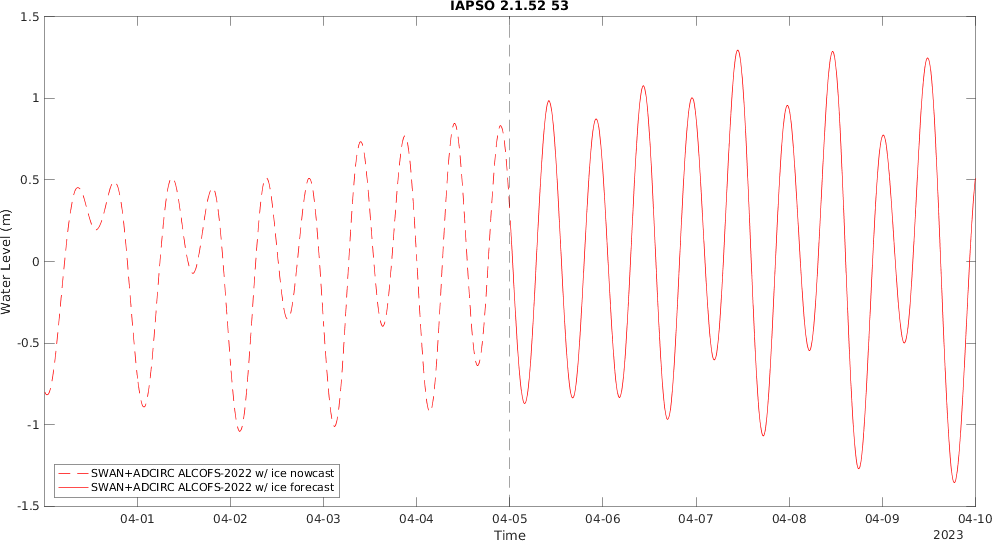 IAPSO 2.1.52 53
1.5
1
0.5
0
-0.5
-1
-1.5
Water Level (m)
SWAN+ADCIRC ALCOFS-2022 w/ ice nowcast
SWAN+ADCIRC ALCOFS-2022 w/ ice forecast
04-01 04-02 04-03 04-04 04-05 04-06 04-07 04-08 04-09 04-10
Time
2023